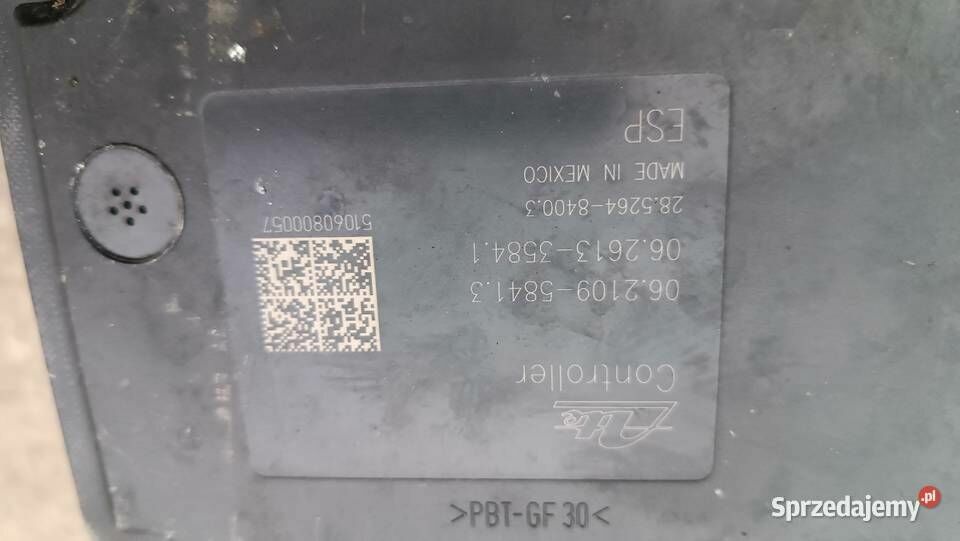 Ate
Controller
06.2109-5841.3
06.2613-3584.1
28.5264-8400.3
MADE IN MEXICO
ESP
51060800057
>PBT-GF 30<
Sprzedajemy.pl